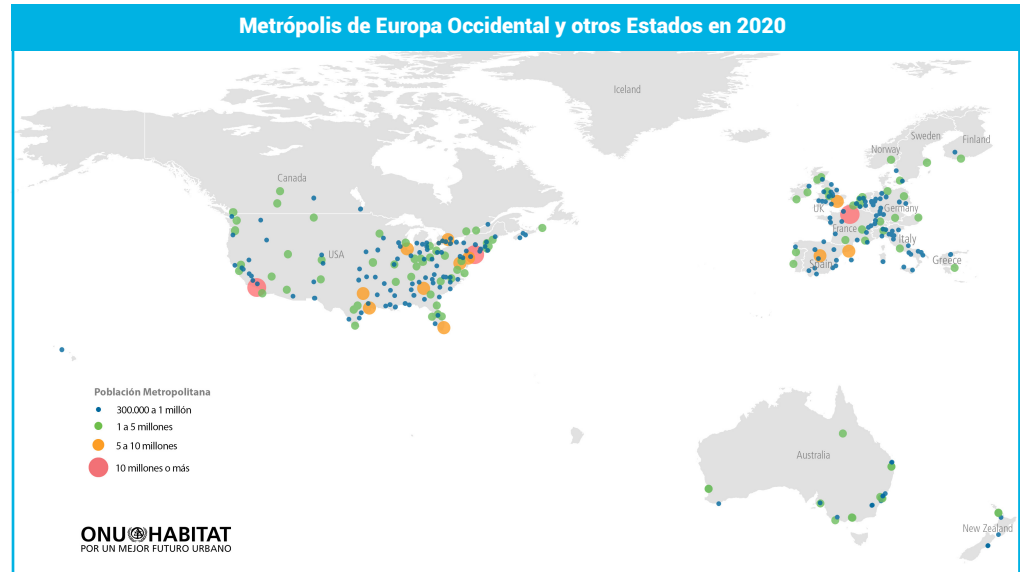 Metrópolis de Europa Occidental y otros Estados en 2020
Iceland
Sweden
Finland
Norway
Canada
UK
Germany
France
Italy
USA
Spain
Greece
Población Metropolitana
300.000 a 1 millón
1 a 5 millones
5 a 10 millones
10 millones o más
Australia
New Zealand
ONU HABITAT
POR UN MEJOR FUTURO URBANO